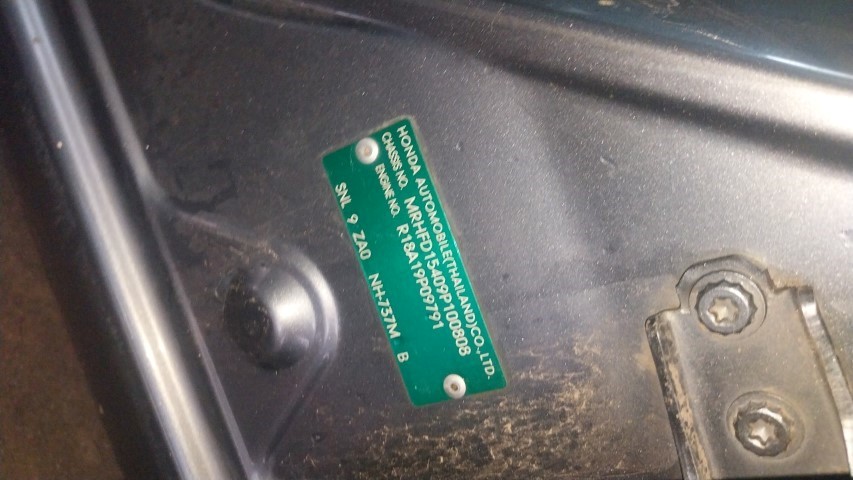 HONDA AUTOMOBILE(THAILAND)CO.,LTD.
CHASSIS NO. MRHFD15409P100808
ENGINE NO. R18A19P09791
SNL 9 ZA0 NH-737M B